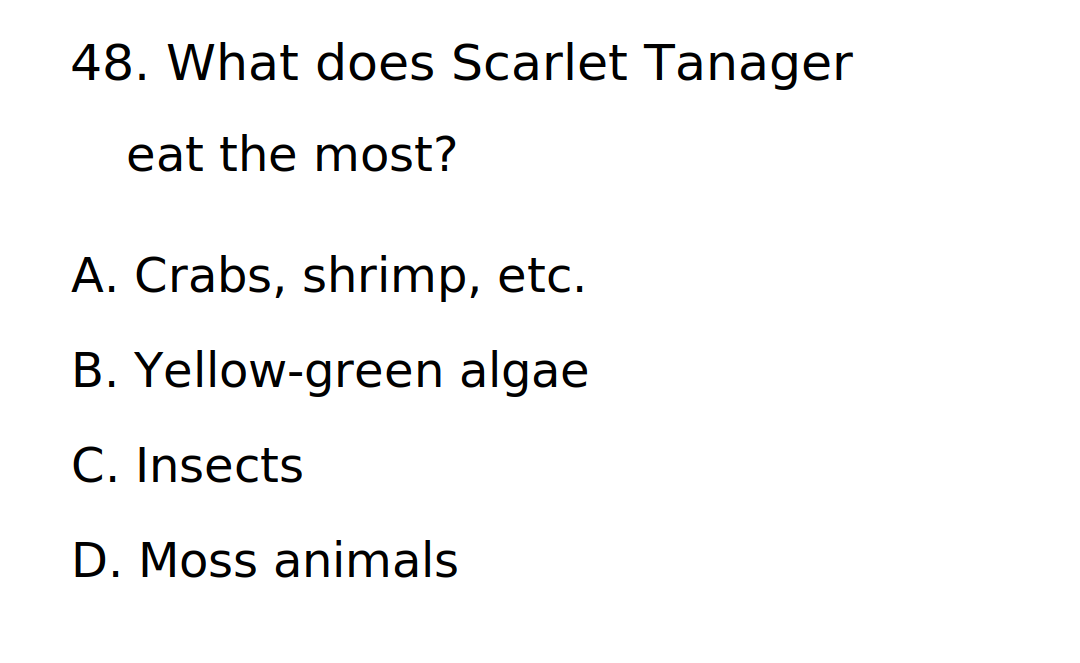 48. What does Scarlet Tanager
eat the most?
A. Crabs, shrimp, etc.
B. Yellow-green algae
C. Insects
D. Moss animals